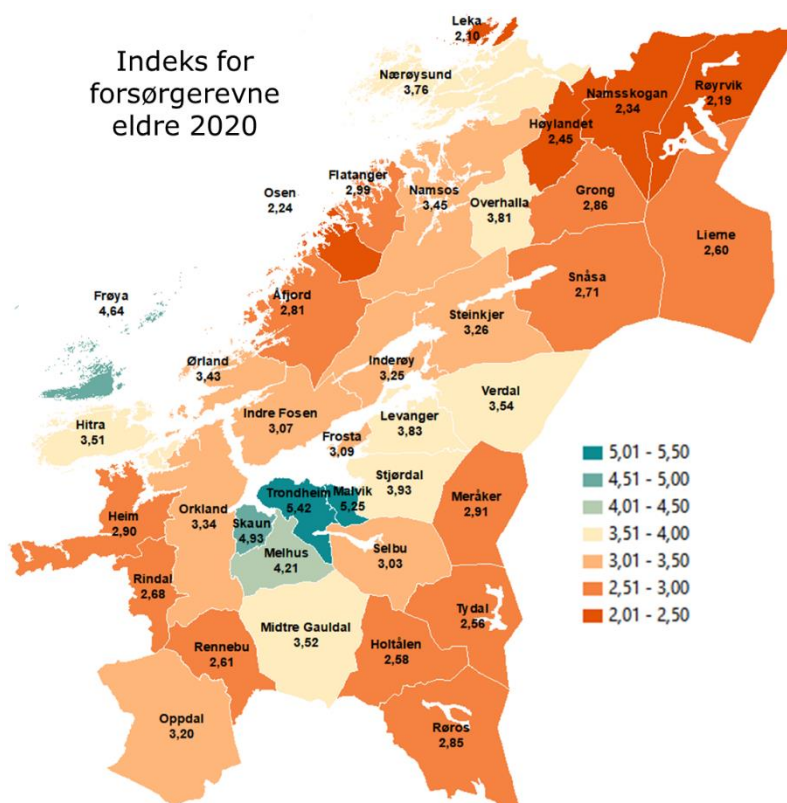 Indeks for
forsørgerevne
eldre 2020
Leka
2,10
Nærøysund
3,76
Namsskogan
2,34
Røyrvik
2,19
Høylandet
2,45
Flatanger
2,99
Namsos
3,45
Osen
2,24
Overhalla
3,81
Grong
2,86
Lierne
2,60
Snåsa
2,71
Frøya
4,64
Åfjord
2,81
Steinkjer
3,26
Ørland
3,43
Inderøy
3,25
Verdal
3,54
Indre Fosen
3,07
Levanger
3,83
Hitra
3,51
Frosta
3,09
Stjørdal
3,93
Trondheim
5,42
Malvik
5,25
Meråker
2,91
Heim
2,90
Orkland
3,34
Skaun
4,93
Melhus
4,21
Selbu
3,03
Rindal
2,68
Tydal
2,56
Midtre Gauldal
3,52
Rennebu
2,61
Holtålen
2,58
Oppdal
3,20
Røros
2,85
5,01 - 5,50
4,51 - 5,00
4,01 - 4,50
3,51 - 4,00
3,01 - 3,50
2,51 - 3,00
2,01 - 2,50